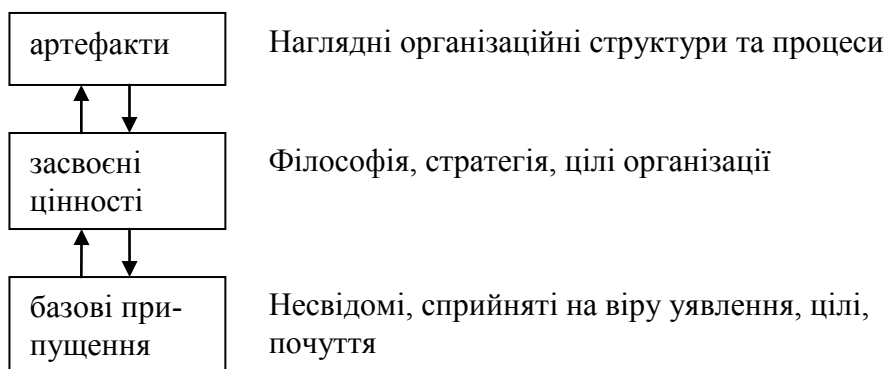 артефакти
Наглядні організаційні структури та процеси
засвоєні
цінності
Філософія, стратегія, цілі організації
базові при-
пущення
Несвідомі, сприйняті на віру уявлення, цілі,
почуття